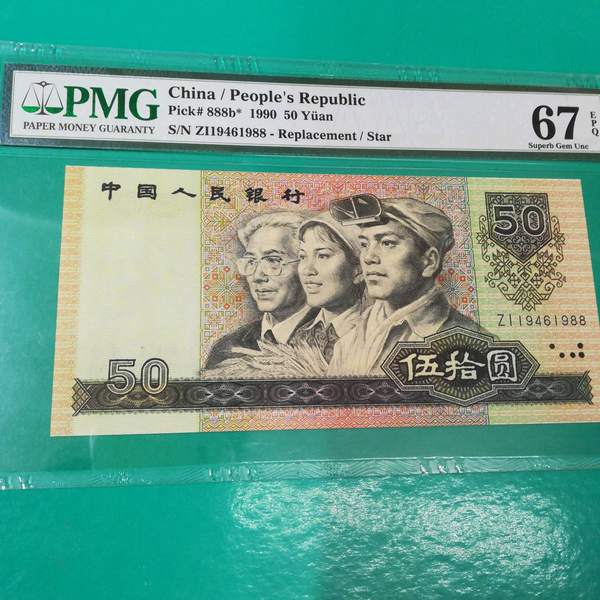 PMG
PAPER MONEY GUARANTY
China / People's Republic
Pick# 888b* 1990 50 Yüan
S/N ZI19461988 - Replacement / Star
67
EPQ
Superb Gem Unc
中国人民银行
50
ZI19461988
50
伍拾圆